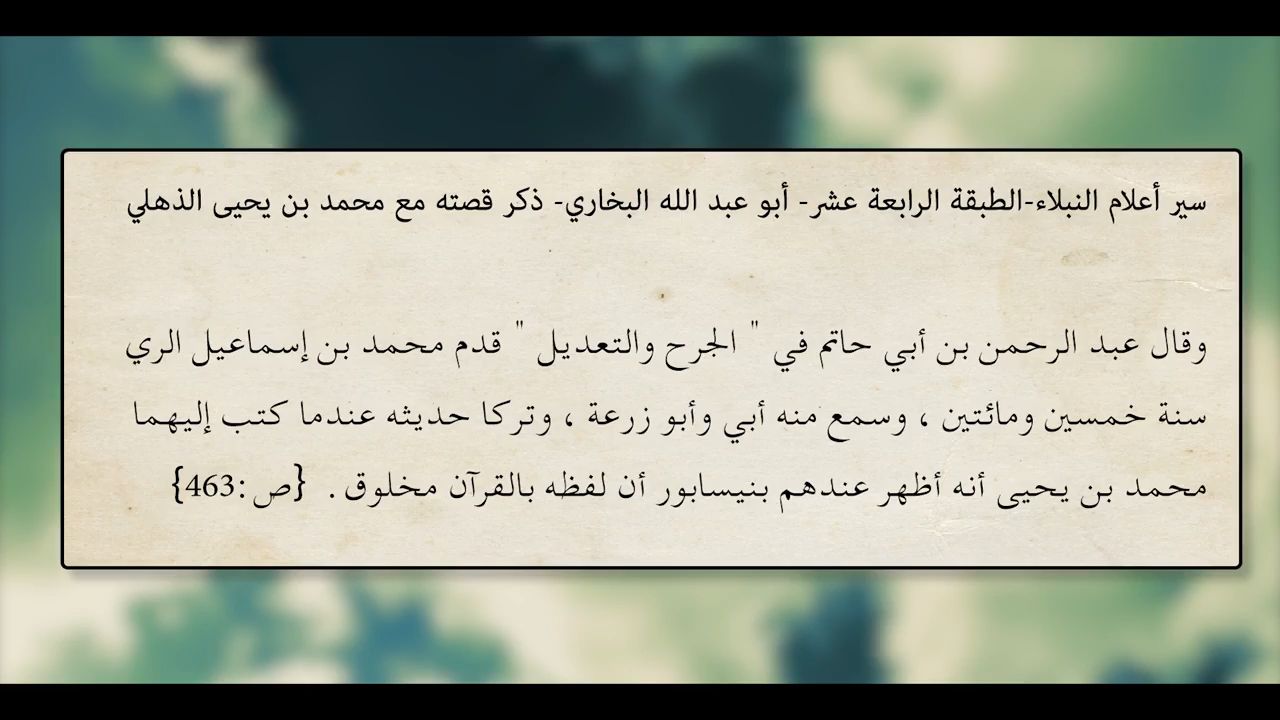 سير أعلام النبلاء-الطبقة الرابعة عشر- أبو عبد الله البخاري- ذكر قصته مع محمد بن يحيى الذهلي
وقال عبد الرحمن بن أبي حاتم في " الجرح والتعديل " قدم محمد بن إسماعيل الري
سنة خمسين ومائتين ، وسمع منه أبي وأبو زرعة ، وتركا حديثه عندما كتب إليهما
محمد بن يحيى أنه أظهر عندهم بنيسابور أن لفظه بالقرآن مخلوق . {ص:463}